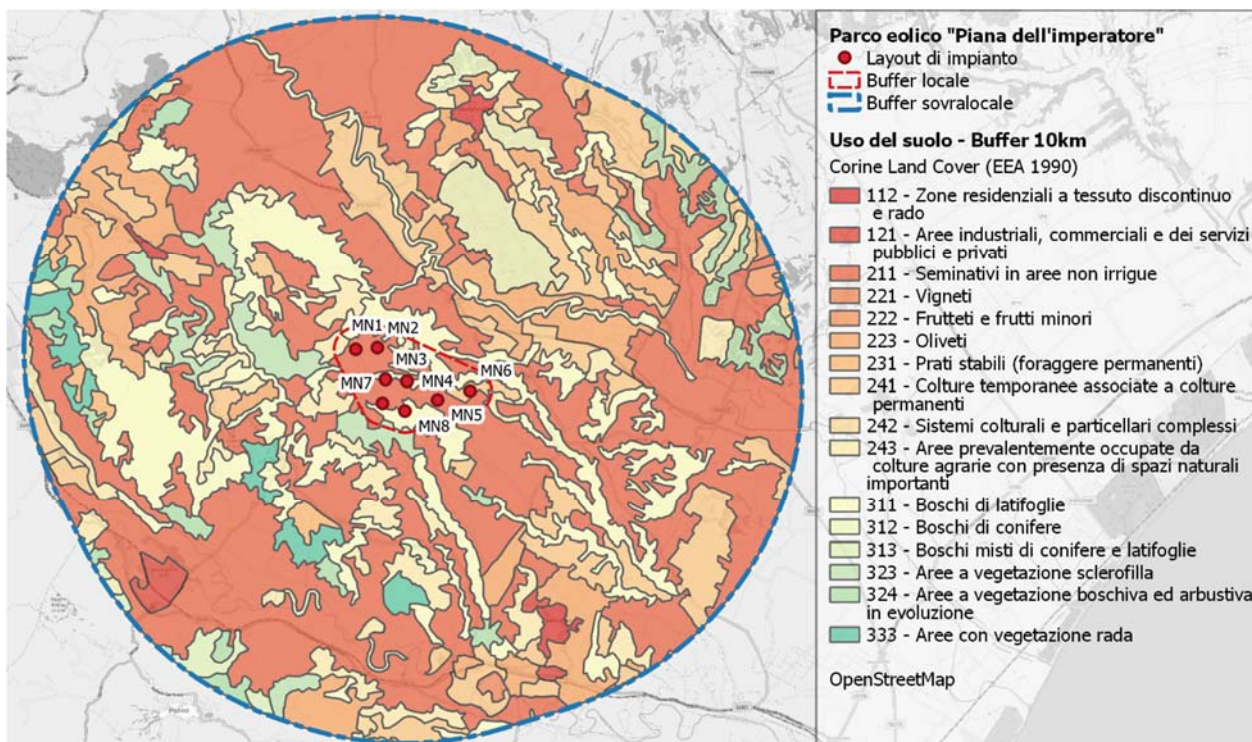 Parco eolico "Piana dell'imperatore"
Layout di impianto
Buffer locale
Buffer sovralocale
Uso del suolo - Buffer 10km
Corine Land Cover (EEA 1990)
112 - Zone residenziali a tessuto discontinuo
e rado
121 - Aree industriali, commerciali e dei servizi
pubblici e privati
211 - Seminativi in aree non irrigue
221 - Vigneti
222 - Frutteti e frutti minori
223 - Oliveti
231 - Prati stabili (foraggere permanenti)
241 - Colture temporanee associate a colture
permanenti
242 - Sistemi colturali e particellari complessi
243 - Aree prevalentemente occupate da
colture agrarie con presenza di spazi naturali
importanti
311 - Boschi di latifoglie
312 - Boschi di conifere
313 - Boschi misti di conifere e latifoglie
323 - Aree a vegetazione sclerofilla
324 - Aree a vegetazione boschiva ed arbustiva
in evoluzione
333 - Aree con vegetazione rada
OpenStreetMap
MN1
MN2
MN3
MN6
MN7
MN4
MN5
MN8